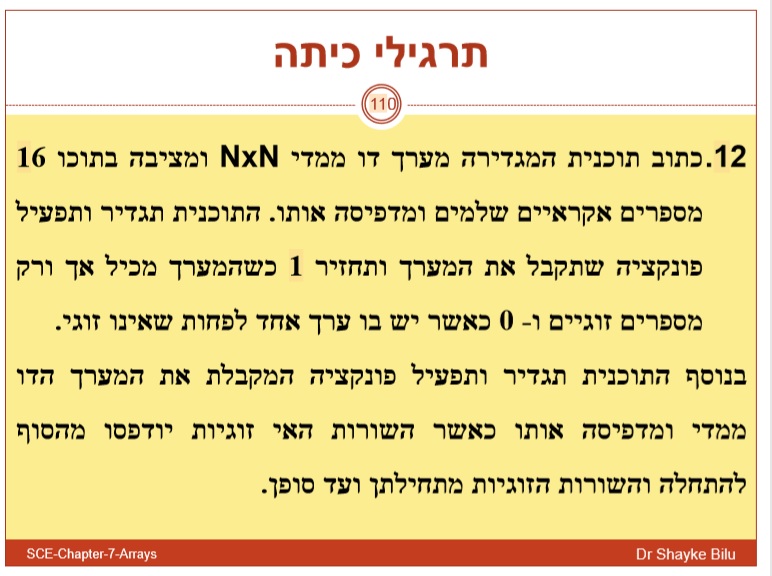 תרגילי כיתה
110
12.כתוב תוכנית המגדירה מערך דו ממדי NxN ומציבה בתוכו 16
מספרים אקראיים שלמים ומדפיסה אותו. התוכנית תגדיר ותפעיל
פונקציה שתקבל את המערך ותחזיר 1 כשהמערך מכיל אך ורק
מספרים זוגיים ו- 0 כאשר יש בו ערך אחד לפחות שאינו זוגי.
בנוסף התוכנית תגדיר ותפעיל פונקציה המקבלת את המערך הדו
ממדי ומדפיסה אותו כאשר השורות האי זוגיות יודפסו מהסוף
להתחלה והשורות הזוגיות מתחילתן ועד סופן.
SCE-Chapter-7-Arrays
Dr Shayke Bilu